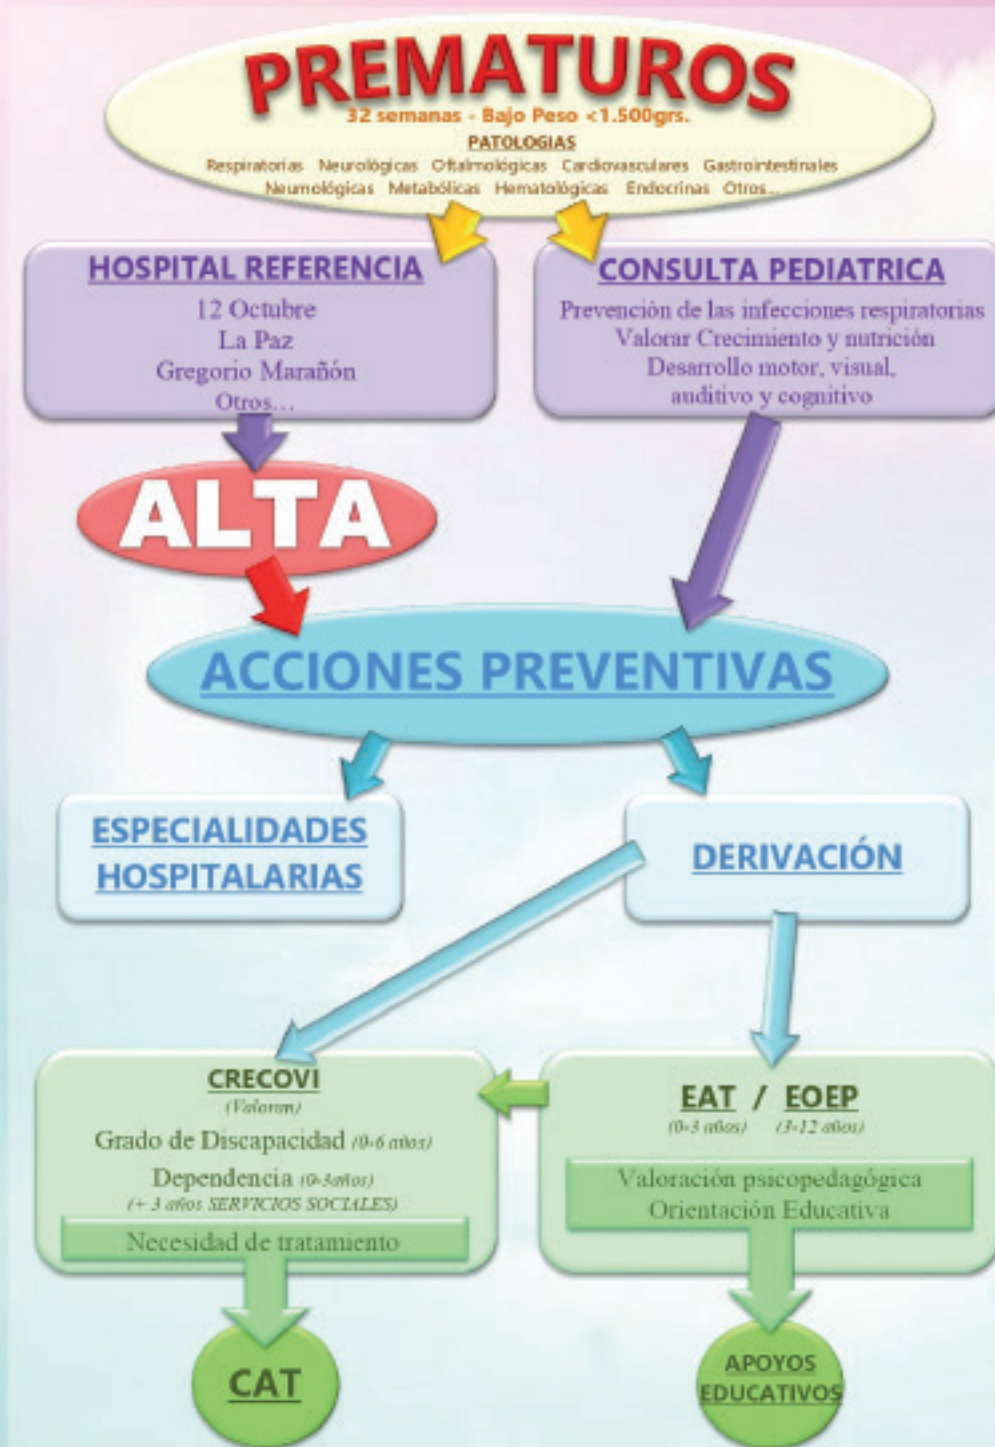 PREMATUROS
32 semanas - Bajo Peso <1.500grs.
PATOLOGIAS
Respiratorias Neurológicas Oftalmológicas Cardiovasculares Gastrointestinales
Neumológicas Metabólicas Hematológicas Endocrinas Otros...
HOSPITAL REFERENCIA
12 Octubre
La Paz
Gregorio Marañón
Otros...
CONSULTA PEDIATRICA
Prevención de las infecciones respiratorias
Valorar Crecimiento y nutrición
Desarrollo motor, visual,
auditivo y cognitivo
ALTA
ACCIONES PREVENTIVAS
ESPECIALIDADES
HOSPITALARIAS
DERIVACIÓN
CRECOVI
(Valoran)
Grado de Discapacidad (0-6 años)
Dependencia (0-3años)
(+ 3 años SERVICIOS SOCIALES)
Necesidad de tratamiento
EAT / EOEP
(0-3 años) (3-12 años)
Valoración psicopedagógica
Orientación Educativa
CAT
APOYOS
EDUCATIVOS